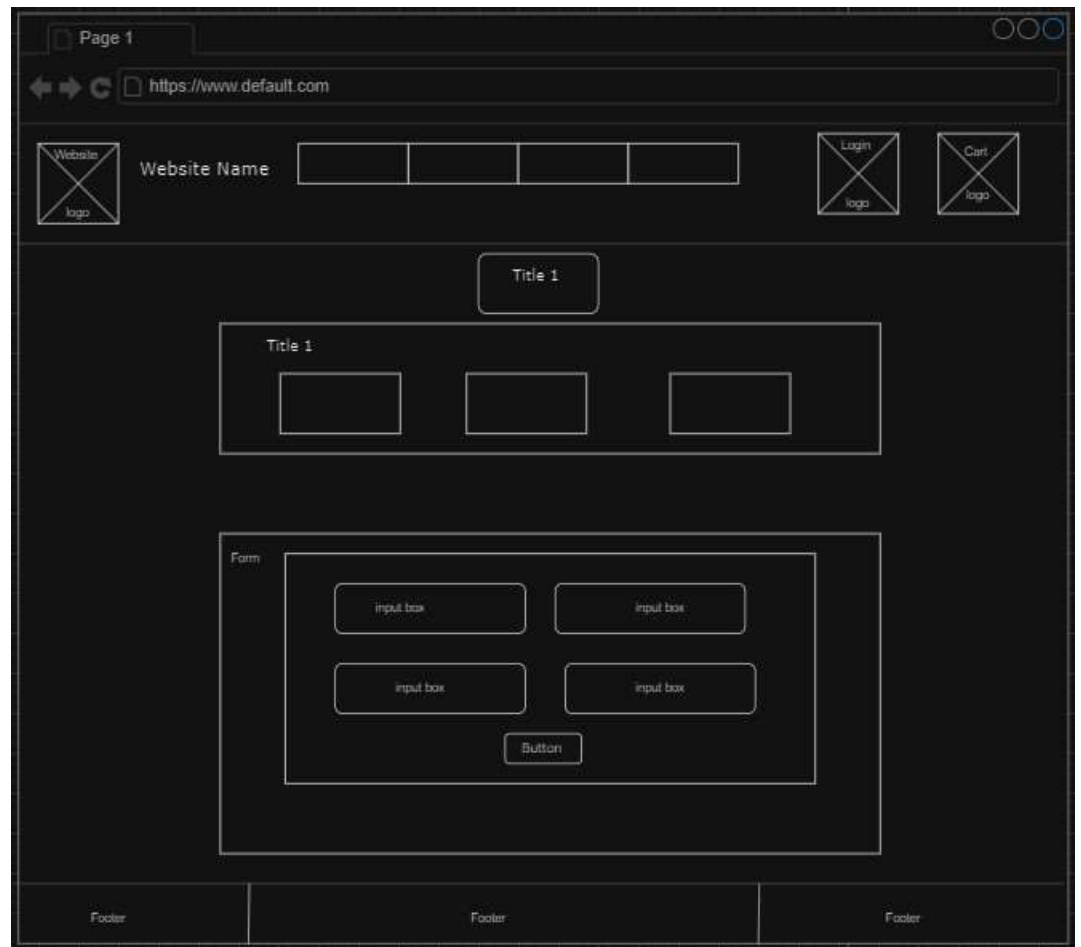 Page 1
https://www.default.com
Website
logo
Website Name
Login
logo
Cart
logo
Title 1
Title 1
Form
input box
input box
input box
input box
Button
Footer
Footer
Footer